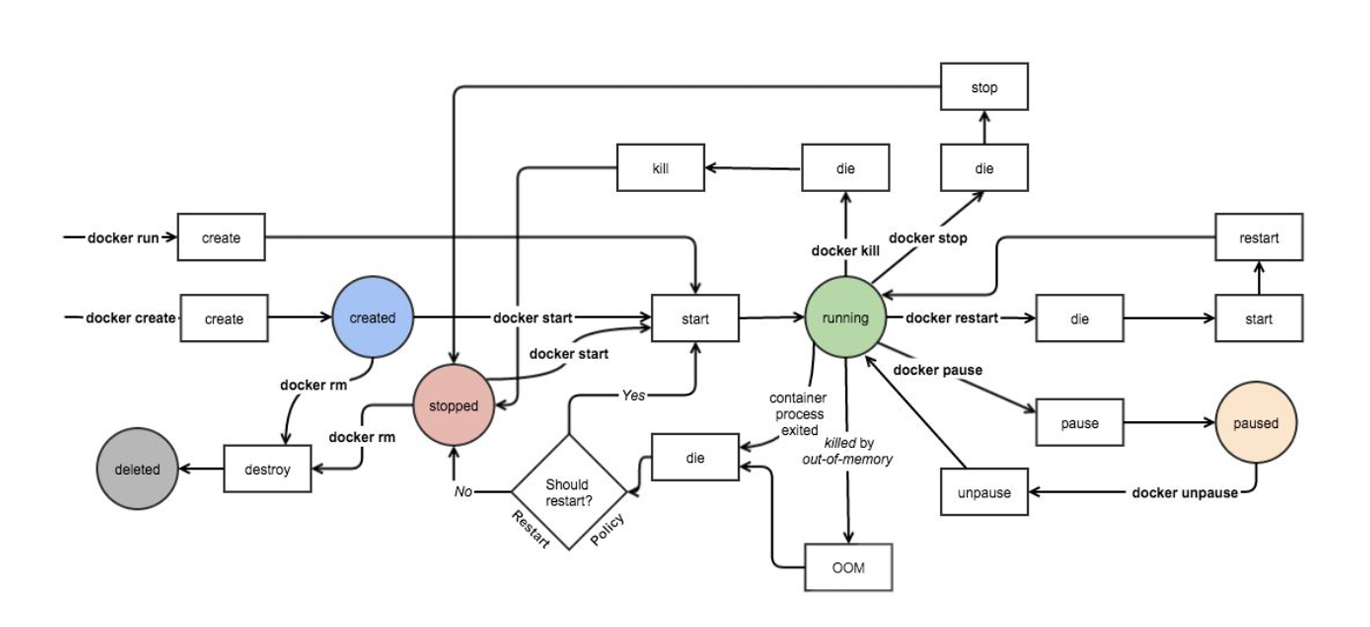 stop
kill
die
die
docker run
create
docker kill
docker stop
restart
docker create
create
created
docker start
start
running
docker restart
die
start
docker start
docker rm
stopped
docker rm
Yes
container
process
exited
docker pause
pause
paused
killed by
out-of-memory
deleted
destroy
die
No
Should
restart?
Restart
Policy
unpause
docker unpause
OOM